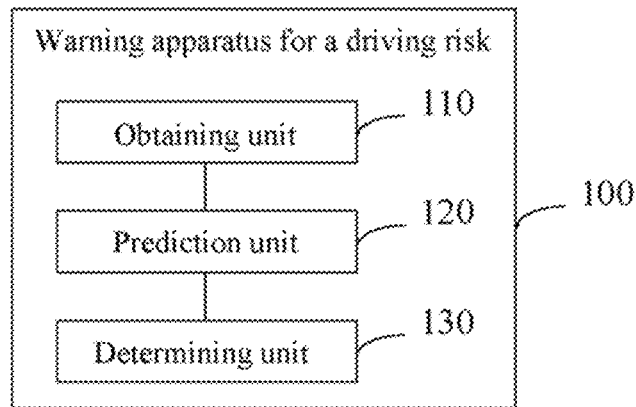 Warning apparatus for a driving risk
110
Obtaining unit
100
120
Prediction unit
130
Determining unit